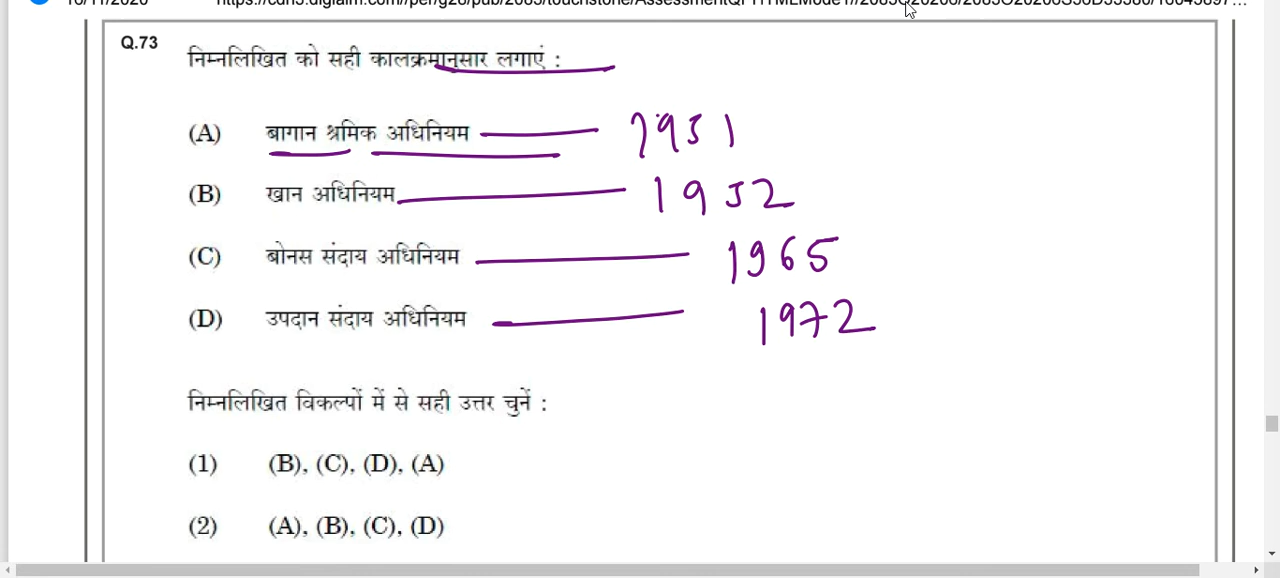 Q.73 निम्नलिखित को सही कालक्रमानुसार लगाएं :
(A) बागान श्रमिक अधिनियम 1951
(B) खान अधिनियम 1952
(C) बोनस संदाय अधिनियम 1965
(D) उपदान संदाय अधिनियम 1972
निम्नलिखित विकल्पों में से सही उत्तर चुनें :
(1) (B), (C), (D), (A)
(2) (A), (B), (C), (D)